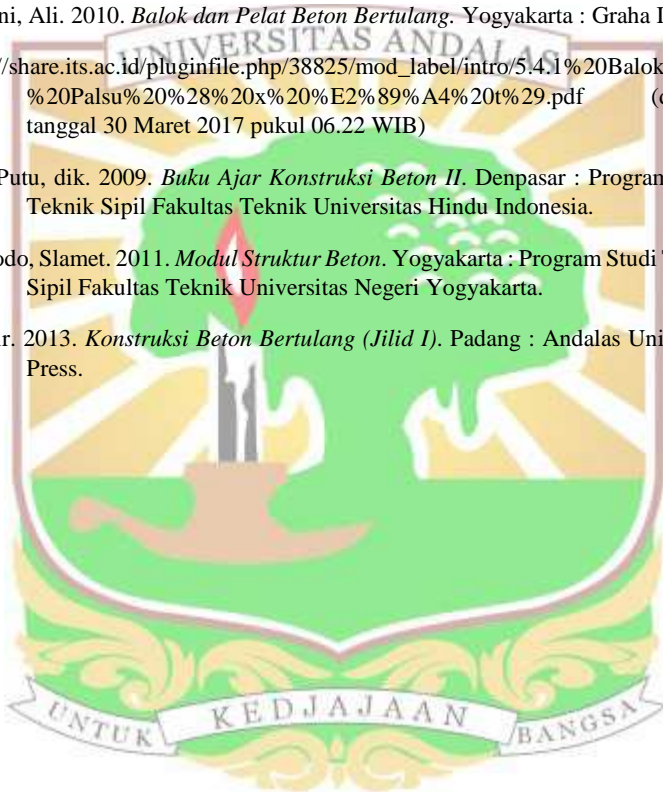 ni, Ali. 2010. Balok dan Pelat Beton Bertulang. Yogyakarta : Graha I
UNIVERSITAS ANDALAS
//share.its.ac.id/pluginfile.php/38825/mod_label/intro/5.4.1%20Balok
%20Palsu%20%28%20x%20%E2%89%A4%20t%29.pdf (d
tanggal 30 Maret 2017 pukul 06.22 WIB)
Putu, dik. 2009. Buku Ajar Konstruksi Beton II. Denpasar : Program
Teknik Sipil Fakultas Teknik Universitas Hindu Indonesia.
odo, Slamet. 2011. Modul Struktur Beton. Yogyakarta : Program Studi T
Sipil Fakultas Teknik Universitas Negeri Yogyakarta.
r. 2013. Konstruksi Beton Bertulang (Jilid I). Padang : Andalas Uni
Press.
UNTUK KEDJAJAAN BANGSA